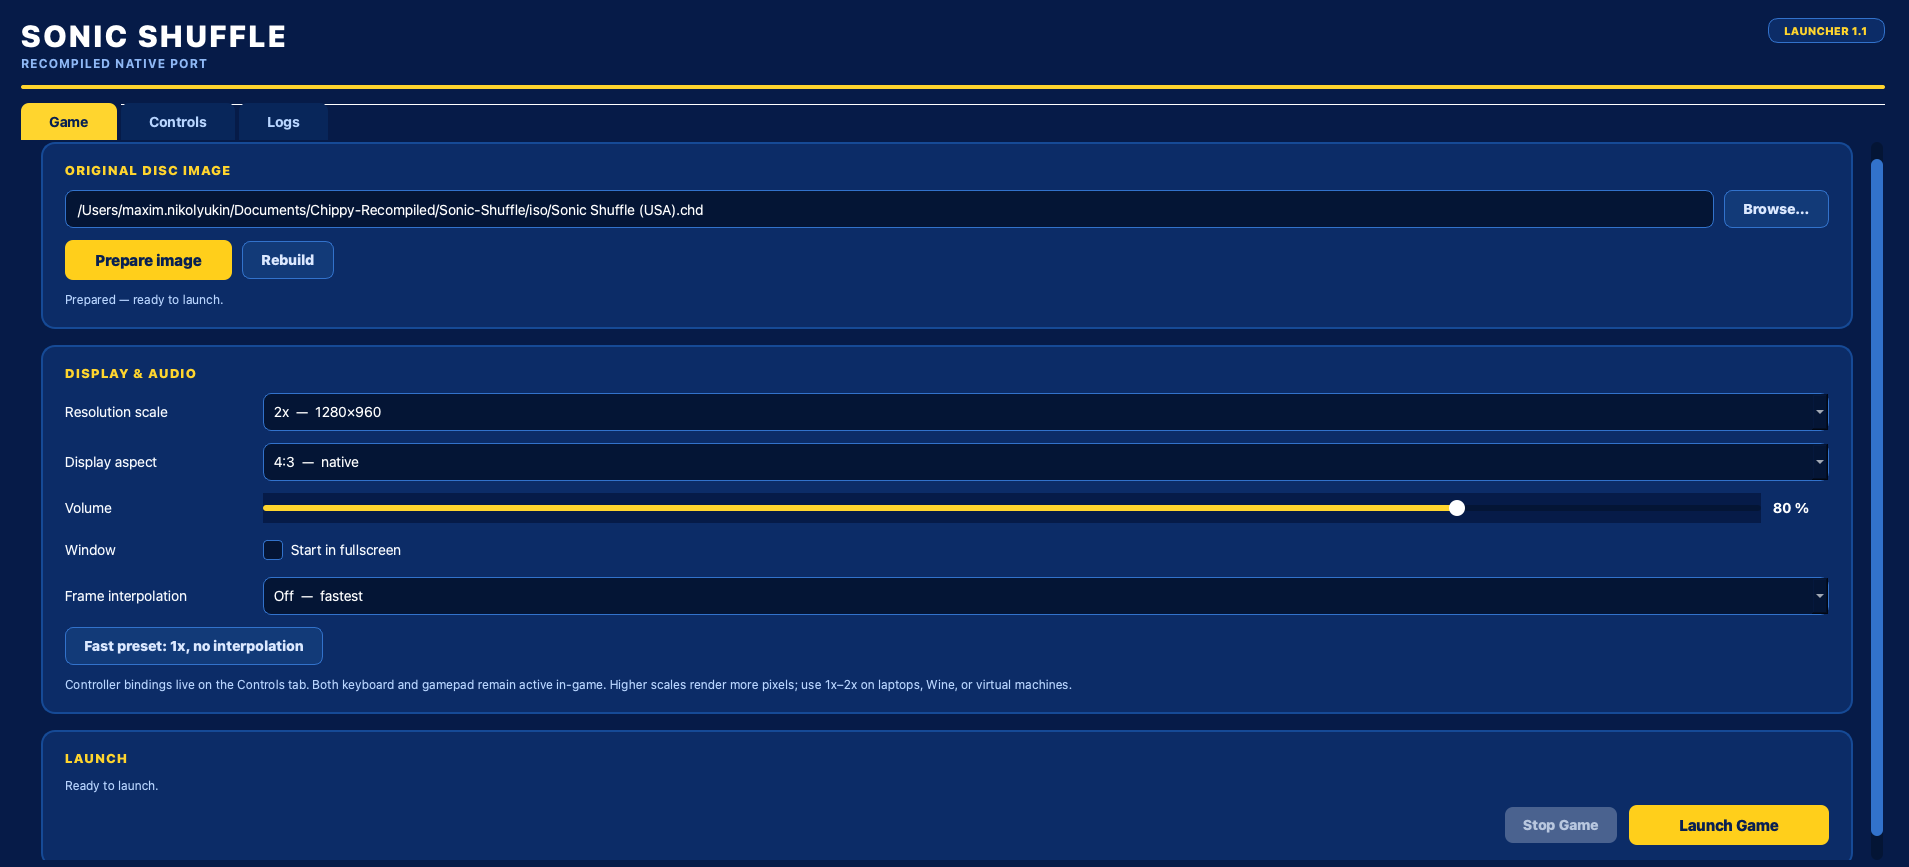 SONIC SHUFFLE
LAUNCHER 1.1
RECOMPILED NATIVE PORT
Game Controls Logs
ORIGINAL DISC IMAGE
/Users/maxim.nikolyukin/Documents/Chippy-Recompiled/Sonic-Shuffle/iso/Sonic Shuffle (USA).chd Browse...
Prepare image Rebuild
Prepared — ready to launch.
DISPLAY & AUDIO
Resolution scale 2x — 1280×960
Display aspect 4:3 — native
Volume 80 %
Window Start in fullscreen
Frame interpolation Off — fastest
Fast preset: 1x, no interpolation
Controller bindings live on the Controls tab. Both keyboard and gamepad remain active in-game. Higher scales render more pixels; use 1x–2x on laptops, Wine, or virtual machines.
LAUNCH
Ready to launch.
Stop Game Launch Game